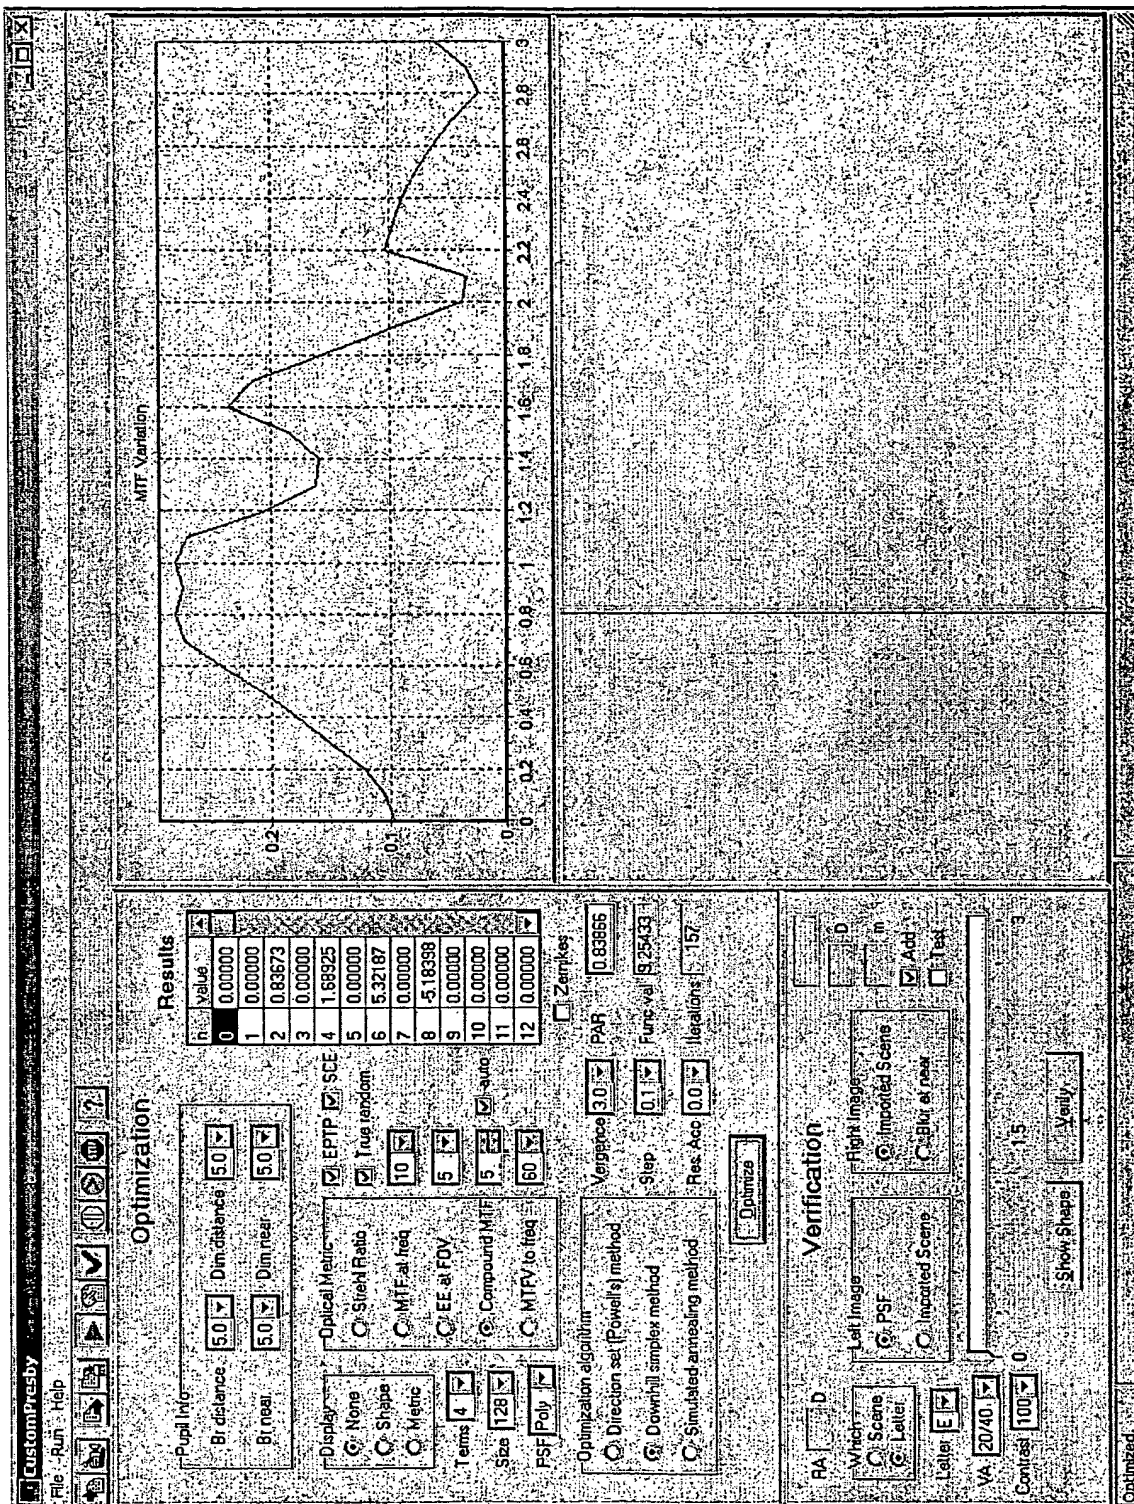 CustomPresby
File Run Help
Optimization
Pupil Info
Br distance 5.0 Dim distance 5.0
Br near 5.0 Dim near 5.0
Display
None
Shape
Metric
Terms 4
Size 128
PSF Poly
Optical Metric
Strehl Ratio
MTF at freq
EE at FOV
Compound MTF
MTFV to freq
EPTP SCE
True random
10
5
5 auto
60
Optimization algorithm
Direction set (Powell's) method
Downhill simplex method
Simulated annealing method
Vergence 3.0 PAR 0.83866
Step 0.1 Func val 9.25433
Res. Acc 0.0 Iterations 157
Optimize
Results
n value
0 0.00000
1 0.00000
2 0.83673
3 0.00000
4 1.68925
5 0.00000
6 5.32187
7 0.00000
8 -5.18398
9 0.00000
10 0.00000
11 0.00000
12 0.00000
Zernikes
MTF Variation
0.2
0.1
0
0 0.2 0.4 0.6 0.8 1 1.2 1.4 1.6 1.8 2 2.2 2.4 2.6 2.8 3
Verification
RA D
Which
Scene
Letter
Letter E
VA 20/40
Contrast 100
Left Image
PSF
Imported Scene
Right Image
Imported Scene
Blur at near
D
m
Add
Test
0 1.5 3
Show Shape
Verify
Optimized